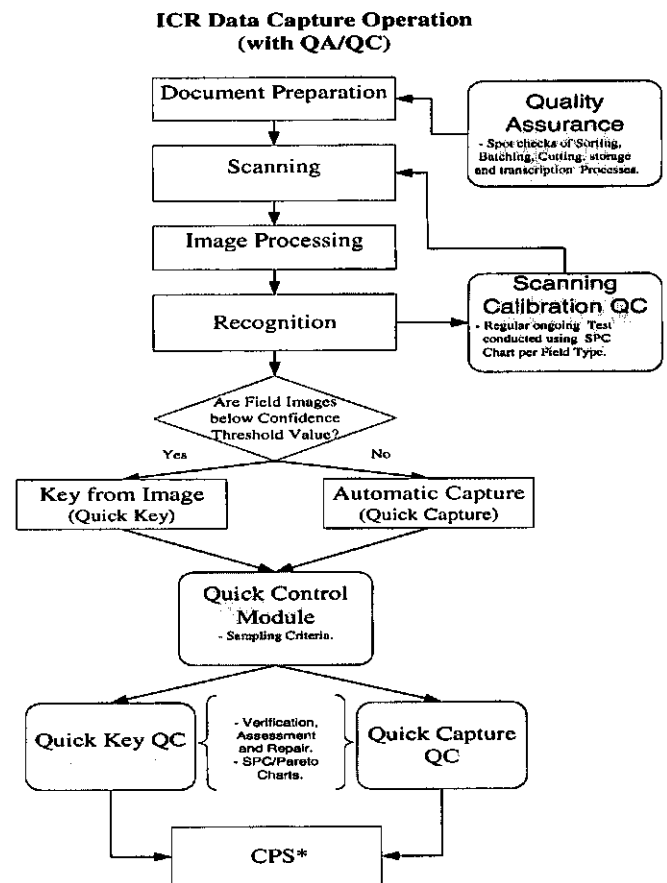 ICR Data Capture Operation
(with QA/QC)
Document Preparation
Quality
Assurance
- Spot checks of Sorting,
Batching, Cutting, storage
and transcription Processes.
Scanning
Image Processing
Scanning
Calibration QC
- Regular ongoing Test
conducted using SPC
Chart per Field Type.
Recognition
Are Field Images
below Confidence
Threshold Value?
Yes
No
Key from Image
(Quick Key)
Automatic Capture
(Quick Capture)
Quick Control
Module
- Sampling Criteria.
Quick Key QC
- Verification,
Assessment
and Repair.
- SPC/Pareto
Charts.
Quick Capture
QC
CPS*